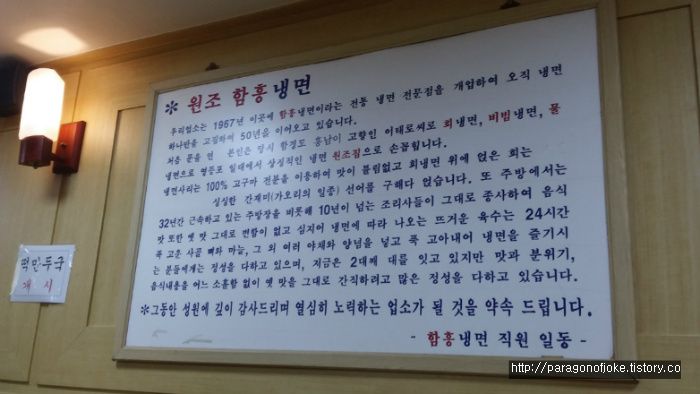 ※ 원조 함흥냉면
우리업소는 1967년 이곳에 함흥냉면이라는 전통 냉면 전문점을 개업하여 오직 냉면
하나만을 고집하여 50년을 이어오고 있습니다.
처음 문을 연 본인은 당시 함경도 흥남이 고향인 이태로씨로 회냉면, 비빔냉면, 물
냉면으로 영등포 일대에서 상징적인 냉면 원조집으로 손꼽힙니다.
냉면사리는 100% 고구마 전분을 이용하여 맛이 틀림없고 회냉면 위에 얹은 회는
싱싱한 간재미(가오리의 일종) 선어를 구해다 얹습니다. 또 주방에서는
32년간 근속하고 있는 주방장을 비롯해 10년이 넘는 조리사들이 그대로 종사하여 음식
맛 또한 옛 맛 그대로 변함이 없고 심지어 냉면에 따라 나오는 뜨거운 육수는 24시간
푹 고은 사골 뼈와 마늘, 그 외 여러 야채와 양념을 넣고 푹 고아내어 냉면을 즐기시
는 분들에게는 정성을 다하고 있으며, 지금은 2대째 대를 잇고 있지만 맛과 분위기,
음식내용을 어느 소홀함 없이 옛 맛을 그대로 간직하려고 많은 정성을 다하고 있습니다.
※그동안 성원에 깊이 감사드리며 열심히 노력하는 업소가 될 것을 약속 드립니다.
- 함흥냉면 직원 일동 -
떡만두국
개시
http://paragonofjoke.tistory.co